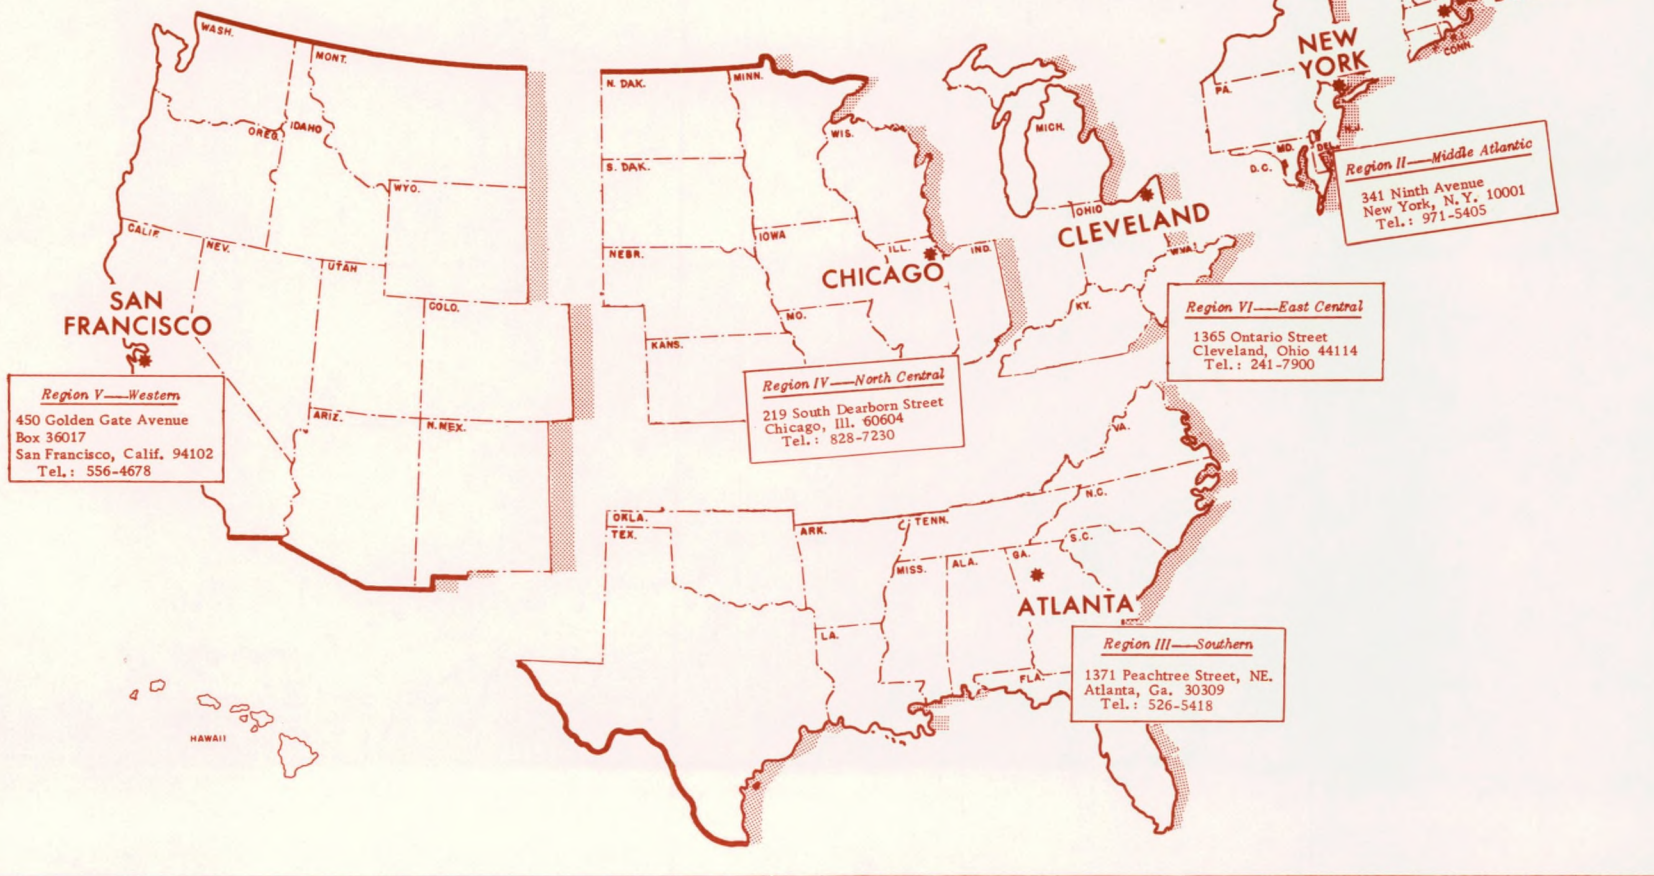 WASH.
MONT.
OREG.
IDAHO
WYO.
CALIF.
NEV.
UTAH
COLO.
ARIZ.
N. MEX.
SAN
FRANCISCO
Region V—Western
450 Golden Gate Avenue
Box 36017
San Francisco, Calif. 94102
Tel.: 556-4678
HAWAII
N. DAK.
MINN.
S. DAK.
WIS.
IOWA
NEBR.
ILL.
IND.
MO.
KANS.
CHICAGO
Region IV—North Central
219 South Dearborn Street
Chicago, Ill. 60604
Tel.: 828-7230
MICH.
OHIO
CLEVELAND
W.VA.
KY.
Region VI—East Central
1365 Ontario Street
Cleveland, Ohio 44114
Tel.: 241-7900
NEW
YORK
CONN.
PA.
N.J.
MD.
DEL.
D.C.
Region II—Middle Atlantic
341 Ninth Avenue
New York, N. Y. 10001
Tel.: 971-5405
OKLA.
TEX.
ARK.
TENN.
VA.
N.C.
S.C.
MISS.
ALA.
GA.
LA.
FLA.
ATLANTA
Region III—Southern
1371 Peachtree Street, NE.
Atlanta, Ga. 30309
Tel.: 526-5418